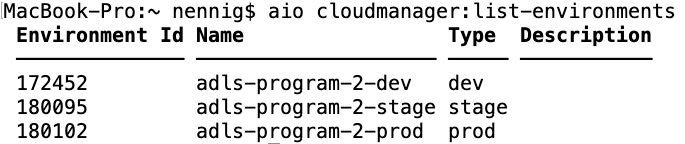 MacBook-Pro:~ nennig$ aio cloudmanager:list-environments
Environment Id Name Type Description
172452 adls-program-2-dev dev
180095 adls-program-2-stage stage
180102 adls-program-2-prod prod